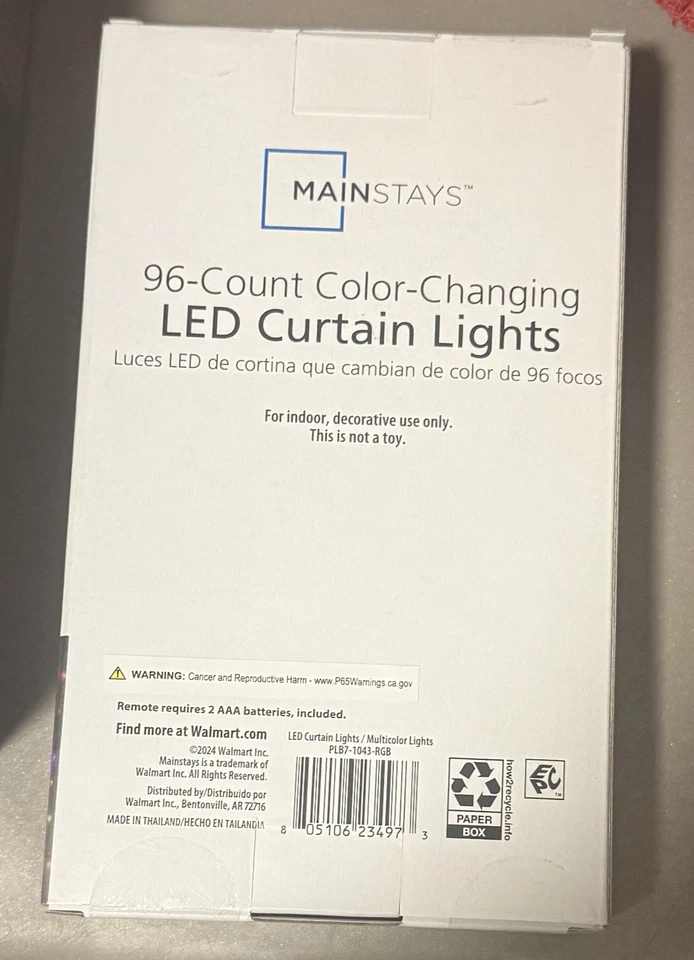 MAINSTAYS™
96-Count Color-Changing
LED Curtain Lights
Luces LED de cortina que cambian de color de 96 focos
For indoor, decorative use only.
This is not a toy.
WARNING: Cancer and Reproductive Harm - www.P65Warnings.ca.gov
Remote requires 2 AAA batteries, included.
Find more at Walmart.com
©2024 Walmart Inc.
Mainstays is a trademark of
Walmart Inc. All Rights Reserved.
Distributed by/Distribuido por
Walmart Inc., Bentonville, AR 72716
MADE IN THAILAND/HECHO EN TAILANDIA
LED Curtain Lights / Multicolor Lights
PLB7-1043-RGB
8 05106 23497 3
PAPER
BOX
how2recycle.info
EPC™